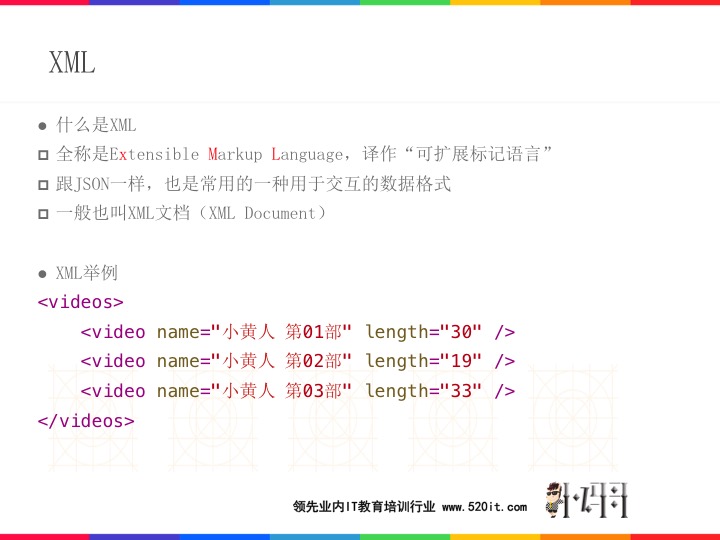 XML
● 什么是XML
全称是Extensible Markup Language，译作“可扩展标记语言”
跟JSON一样，也是常用的一种用于交互的数据格式
一般也叫XML文档（XML Document）
● XML举例
<videos>
    <video name="小黄人 第01部" length="30" />
    <video name="小黄人 第02部" length="19" />
    <video name="小黄人 第03部" length="33" />
</videos>
领先业内IT教育培训行业 www.520it.com
小码哥